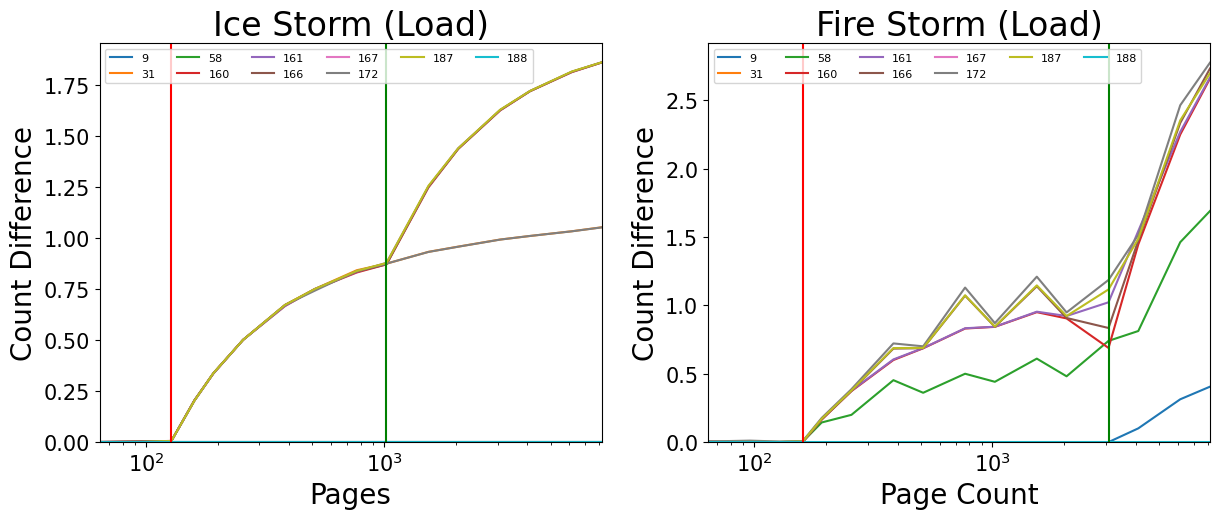 Ice Storm (Load)
Count Difference
1.75
1.50
1.25
1.00
0.75
0.50
0.25
0.00
9 58 161 167 187 188
31 160 166 172
10²
10³
Pages
Fire Storm (Load)
Count Difference
2.5
2.0
1.5
1.0
0.5
0.0
9 58 161 167 187 188
31 160 166 172
10²
10³
Page Count